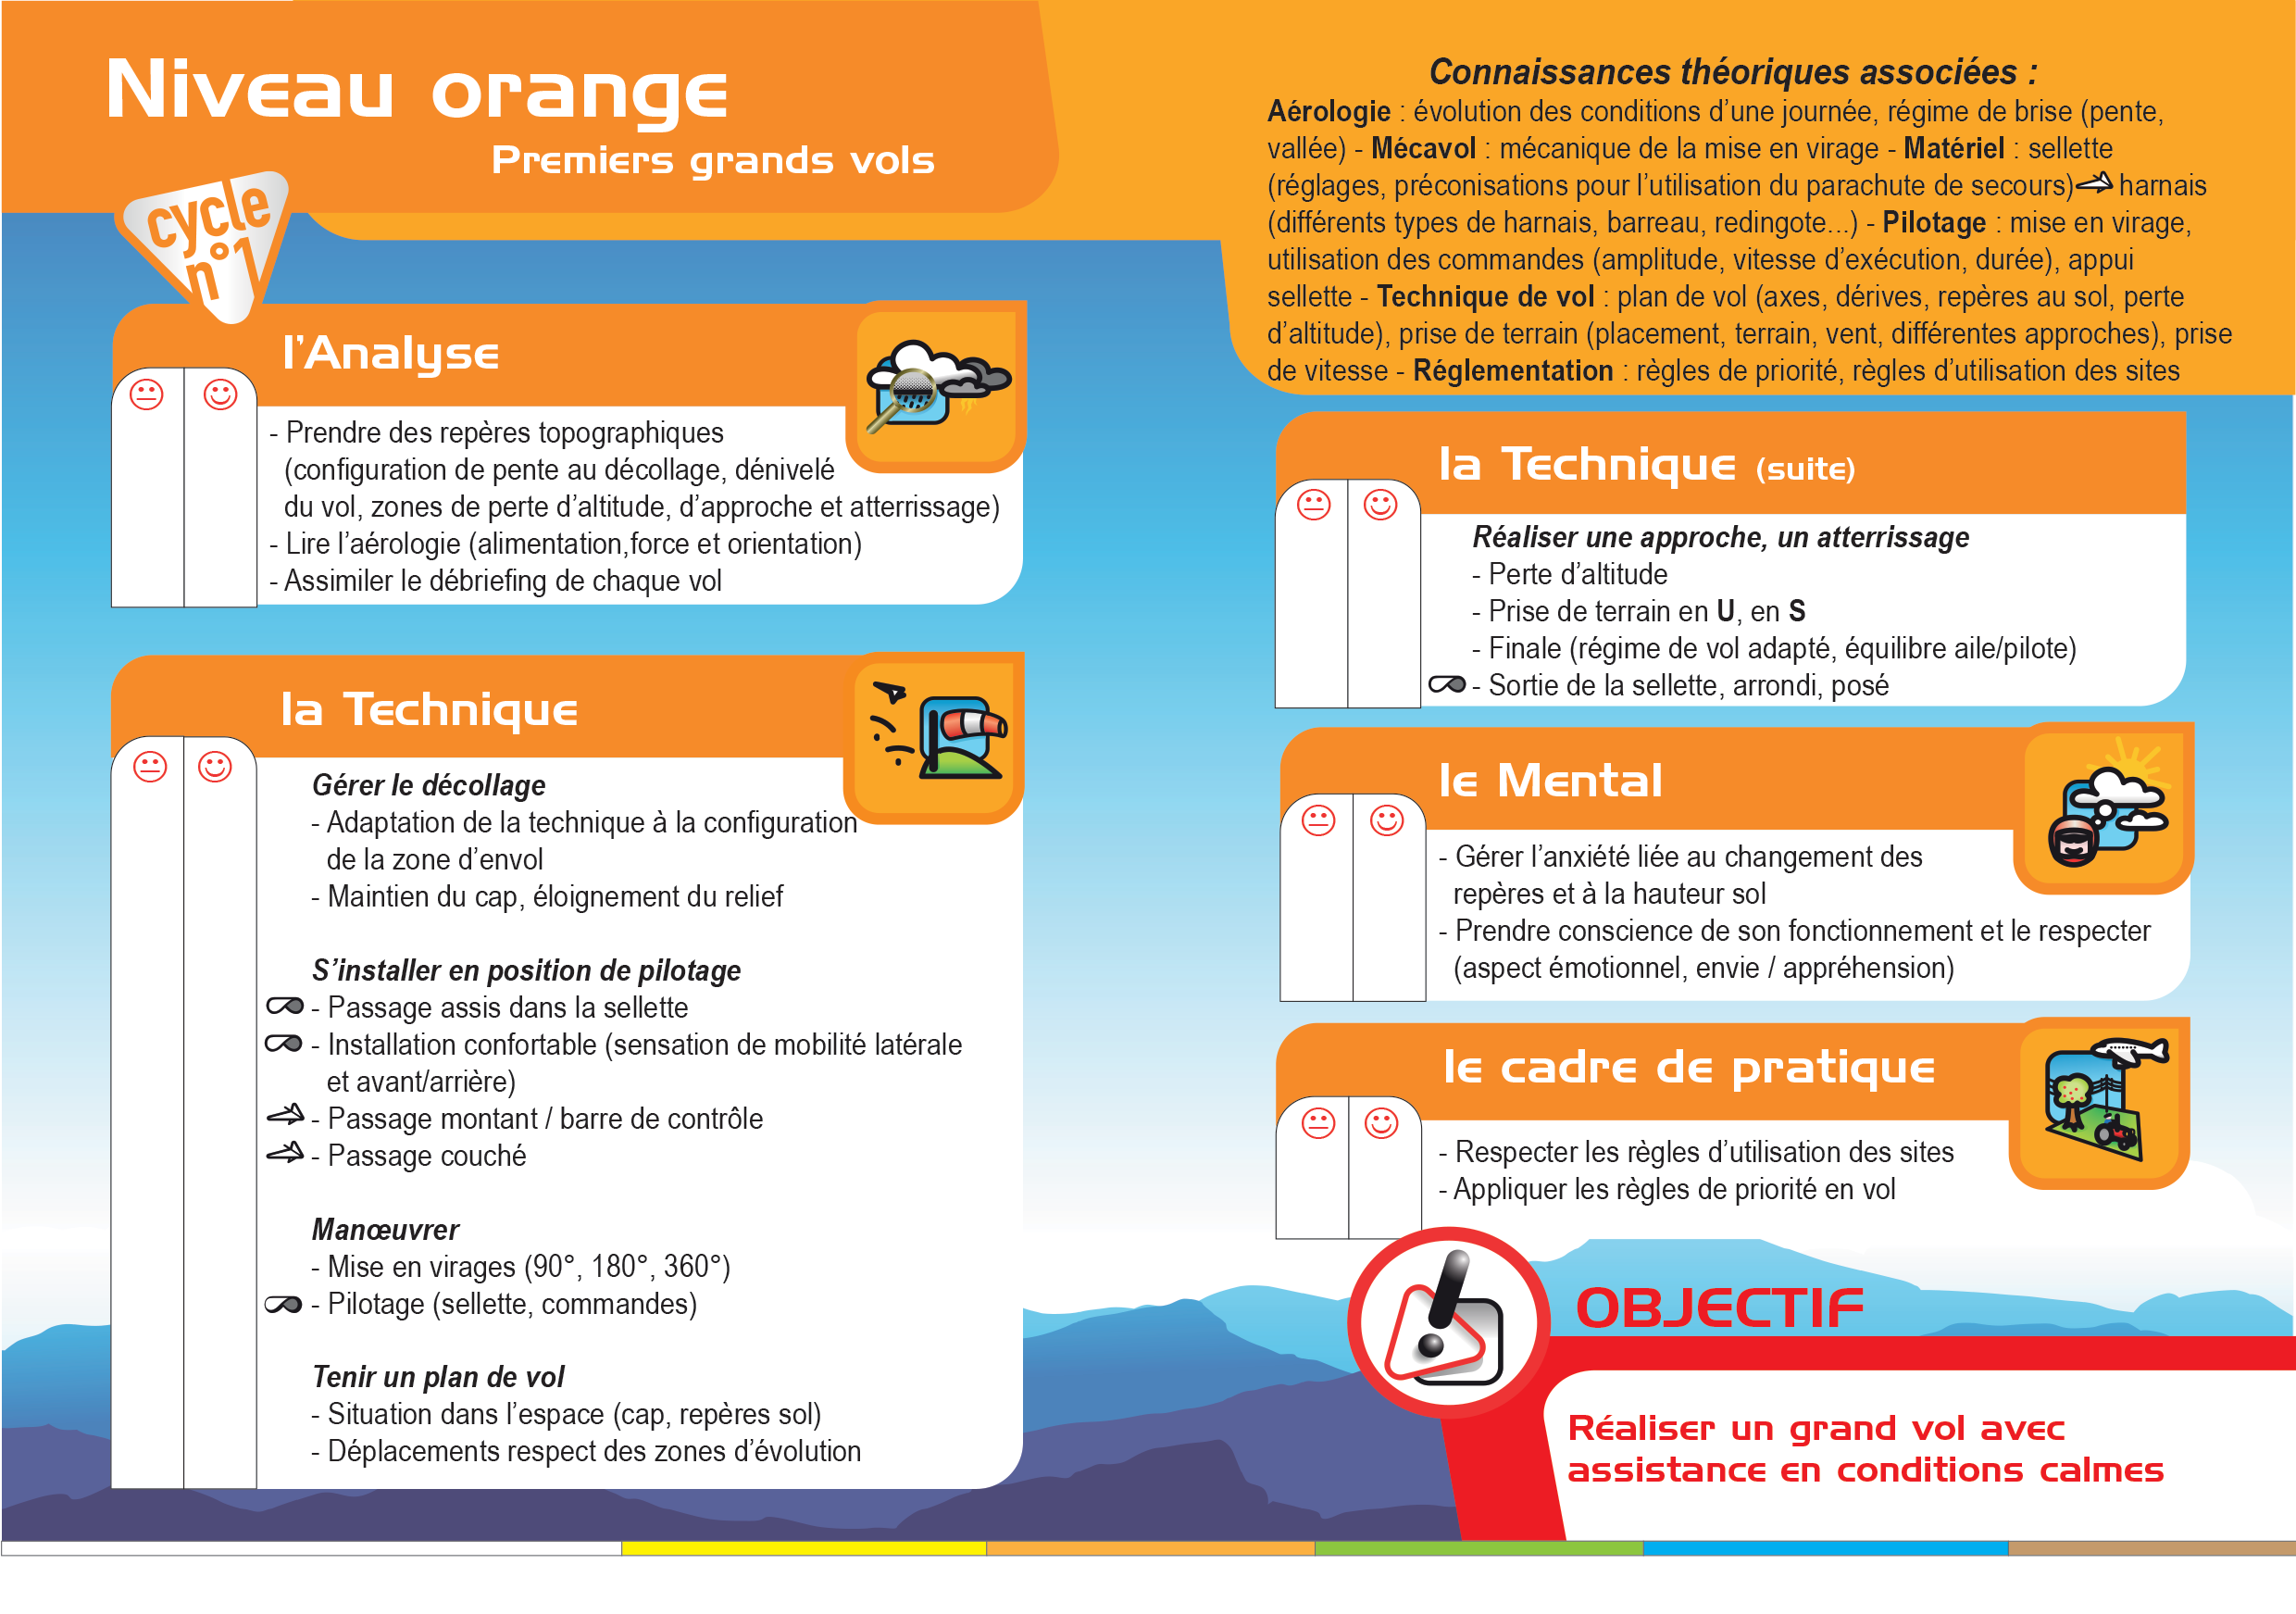 Niveau orange
Premiers grands vols
cycle
n°1
l’Analyse
- Prendre des repères topographiques
(configuration de pente au décollage, dénivelé
du vol, zones de perte d’altitude, d’approche et atterrissage)
- Lire l’aérologie (alimentation,force et orientation)
- Assimiler le débriefing de chaque vol
la Technique
Gérer le décollage
- Adaptation de la technique à la configuration
de la zone d’envol
- Maintien du cap, éloignement du relief
S’installer en position de pilotage
- Passage assis dans la sellette
- Installation confortable (sensation de mobilité latérale
et avant/arrière)
- Passage montant / barre de contrôle
- Passage couché
Manœuvrer
- Mise en virages (90°, 180°, 360°)
- Pilotage (sellette, commandes)
Tenir un plan de vol
- Situation dans l’espace (cap, repères sol)
- Déplacements respect des zones d’évolution
Connaissances théoriques associées :
Aérologie : évolution des conditions d’une journée, régime de brise (pente,
vallée) - Mécavol : mécanique de la mise en virage - Matériel : sellette
(réglages, préconisations pour l’utilisation du parachute de secours) harnais
(différents types de harnais, barreau, redingote...) - Pilotage : mise en virage,
utilisation des commandes (amplitude, vitesse d’exécution, durée), appui
sellette - Technique de vol : plan de vol (axes, dérives, repères au sol, perte
d’altitude), prise de terrain (placement, terrain, vent, différentes approches), prise
de vitesse - Réglementation : règles de priorité, règles d’utilisation des sites
la Technique (suite)
Réaliser une approche, un atterrissage
- Perte d’altitude
- Prise de terrain en U, en S
- Finale (régime de vol adapté, équilibre aile/pilote)
- Sortie de la sellette, arrondi, posé
le Mental
- Gérer l’anxiété liée au changement des
repères et à la hauteur sol
- Prendre conscience de son fonctionnement et le respecter
(aspect émotionnel, envie / appréhension)
le cadre de pratique
- Respecter les règles d’utilisation des sites
- Appliquer les règles de priorité en vol
OBJECTIF
Réaliser un grand vol avec
assistance en conditions calmes